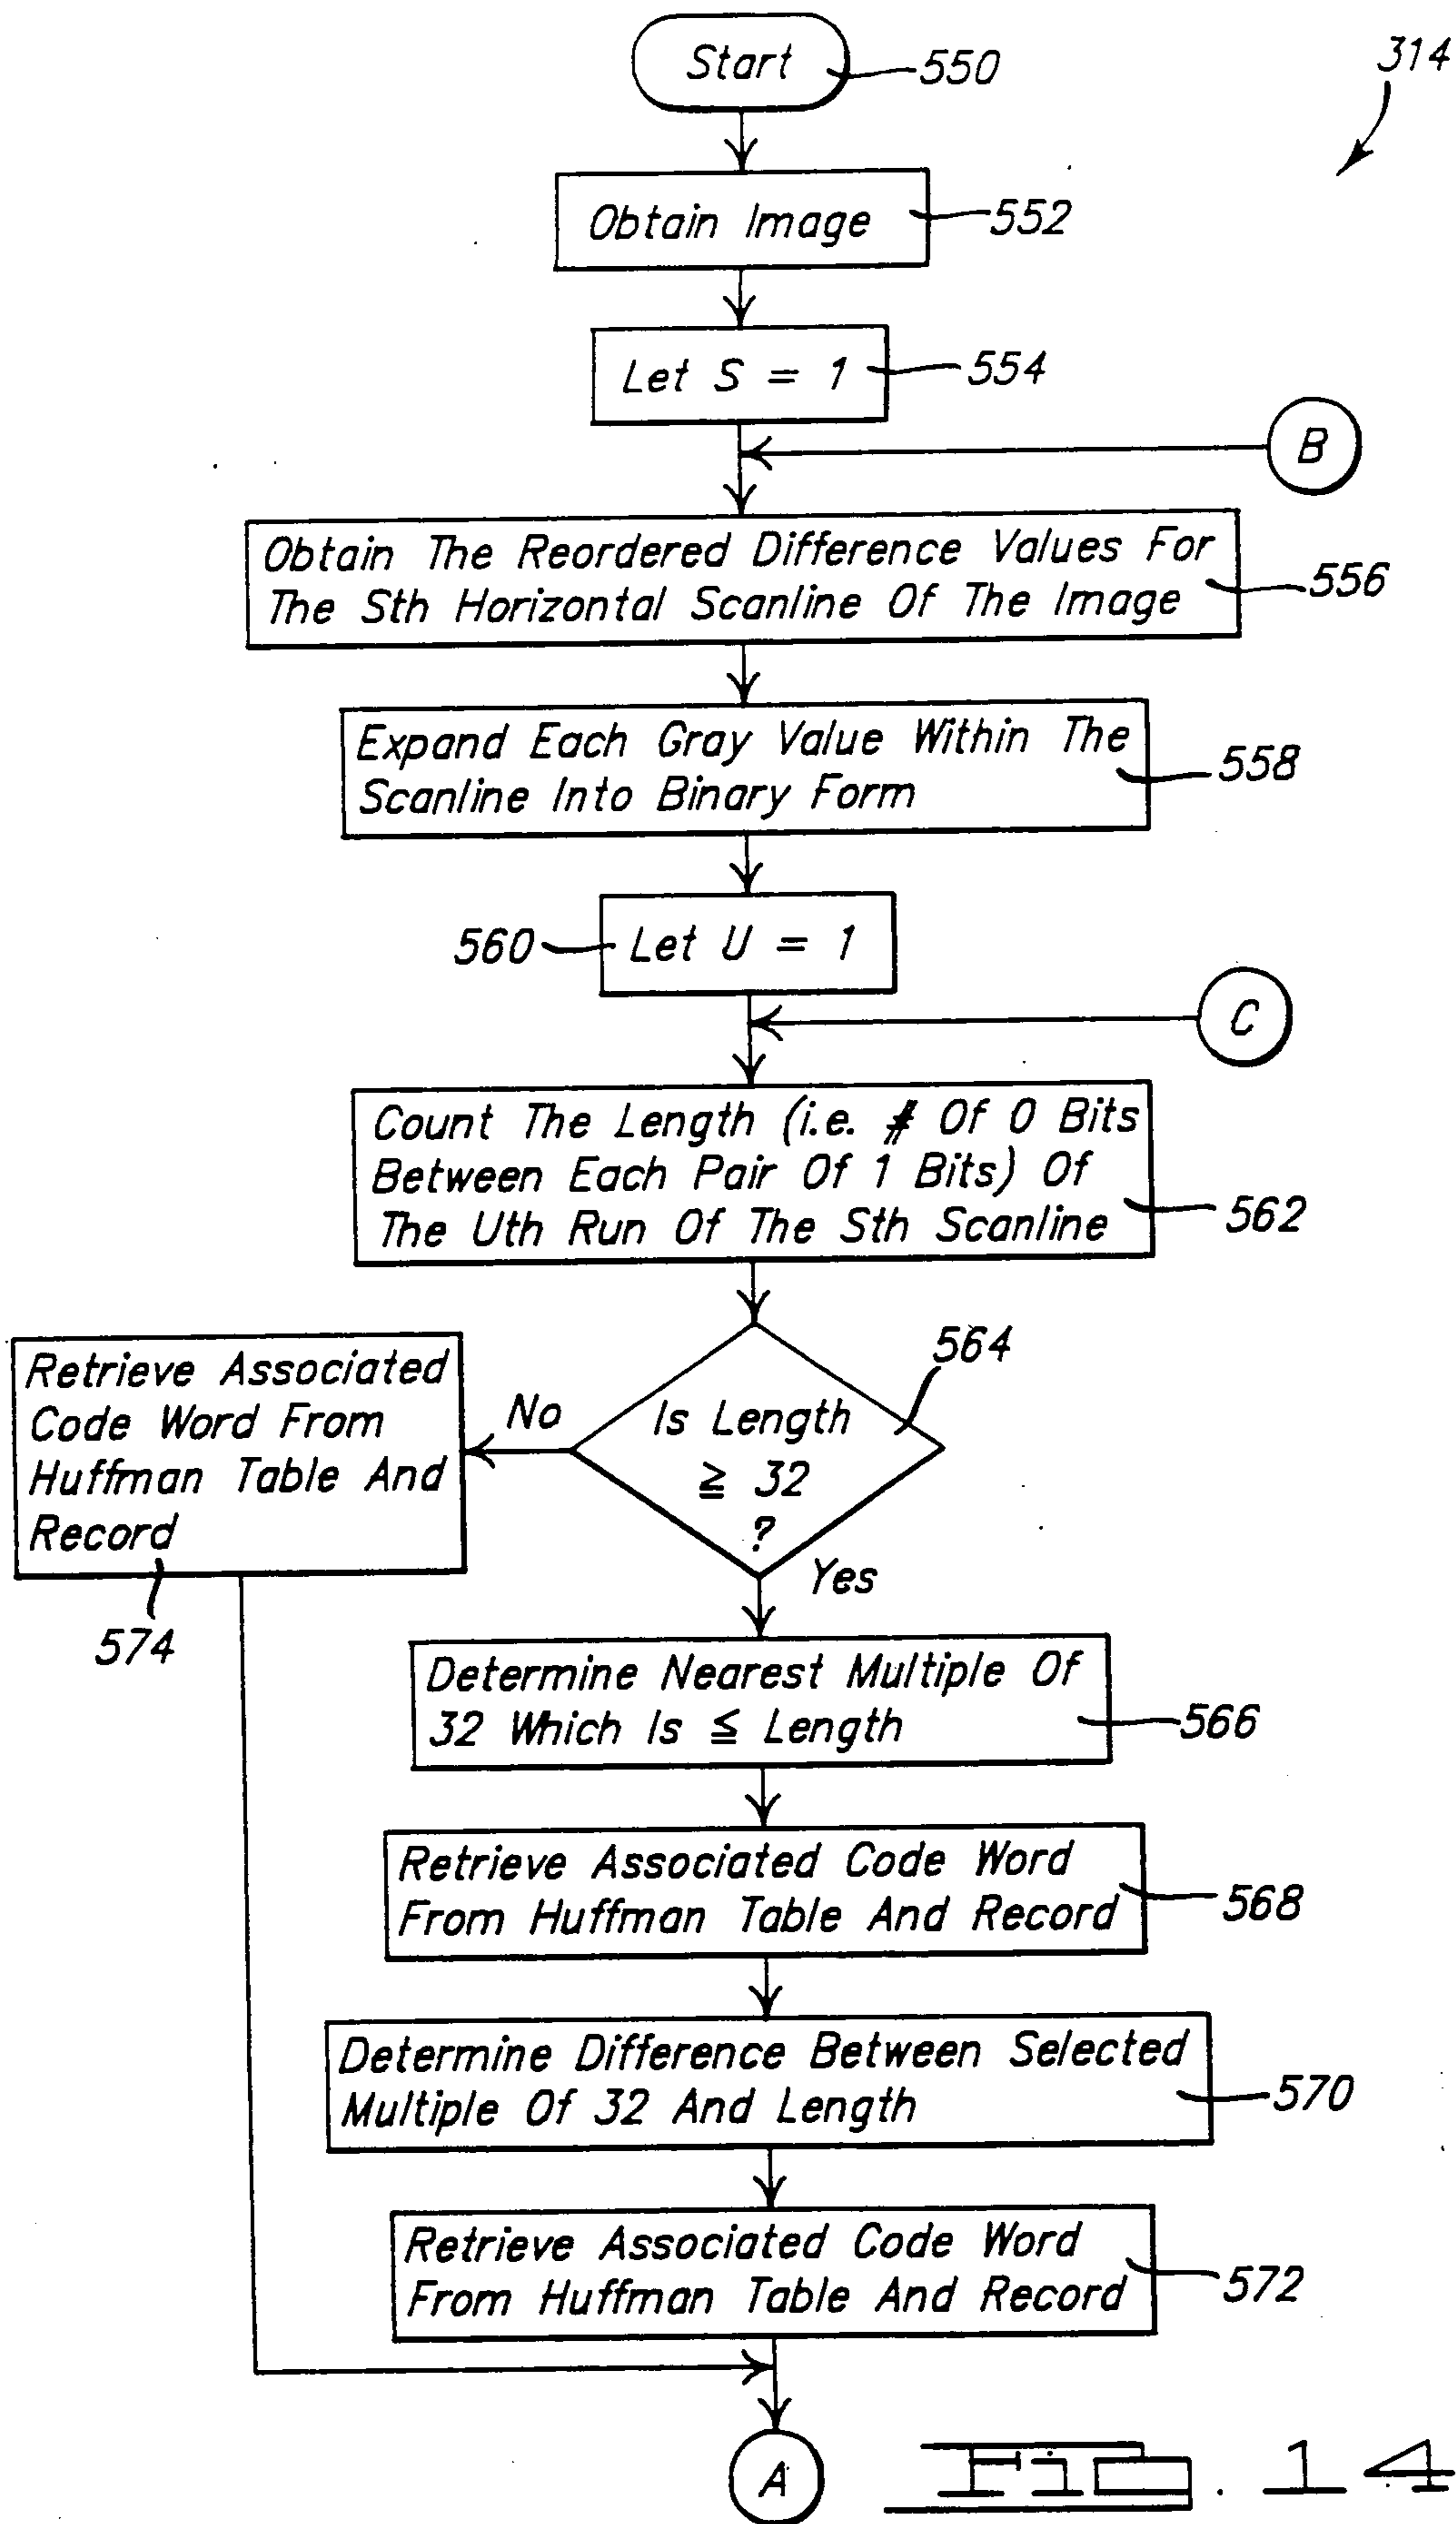 Start
550
314
Obtain Image
552
Let S = 1
554
B
Obtain The Reordered Difference Values For
The Sth Horizontal Scanline Of The Image
556
Expand Each Gray Value Within The
Scanline Into Binary Form
558
560
Let U = 1
C
Count The Length (i.e. # Of 0 Bits
Between Each Pair Of 1 Bits) Of
The Uth Run Of The Sth Scanline
562
564
Is Length
≧ 32
?
No
Yes
Retrieve Associated
Code Word From
Huffman Table And
Record
574
Determine Nearest Multiple Of
32 Which Is ≦ Length
566
Retrieve Associated Code Word
From Huffman Table And Record
568
Determine Difference Between Selected
Multiple Of 32 And Length
570
Retrieve Associated Code Word
From Huffman Table And Record
572
A
FIG. 14